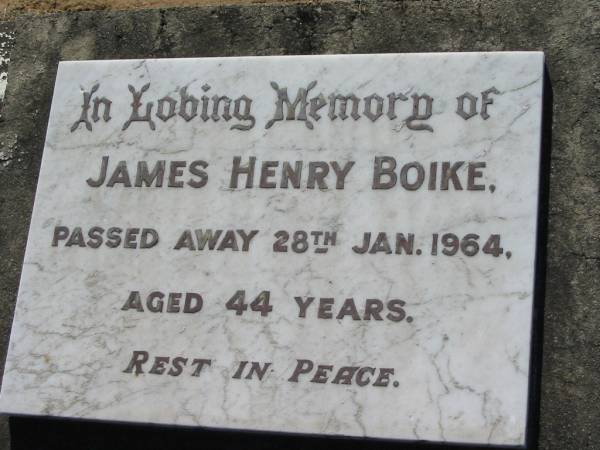 In Loving Memory of
JAMES HENRY BOIKE.
PASSED AWAY 28TH JAN. 1964,
AGED 44 YEARS.
REST IN PEACE.